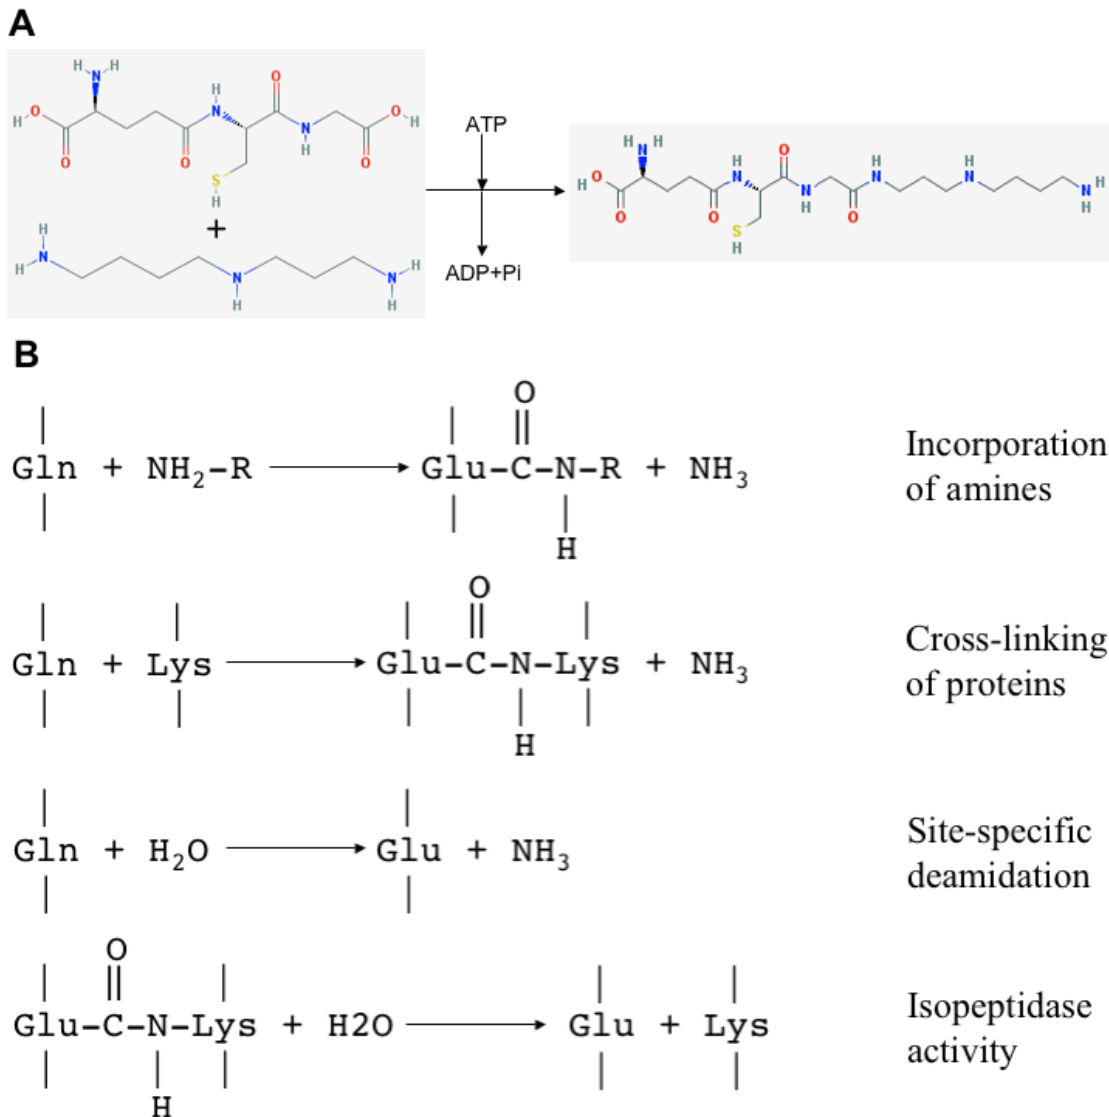 A
H N H
H O O O N H O N H O O H
S H
+
H N H N H N H H
ATP
ADP+Pi
H N H
H O O O N H O N H O N H N H N H H
S H
B
O
Gln + NH2-R Glu-C-N-R + NH3
H
Incorporation
of amines
O
Gln + Lys Glu-C-N-Lys + NH3
H
Cross-linking
of proteins
Gln + H2O Glu + NH3
Site-specific
deamidation
O
Glu-C-N-Lys + H2O Glu + Lys
H
Isopeptidase
activity